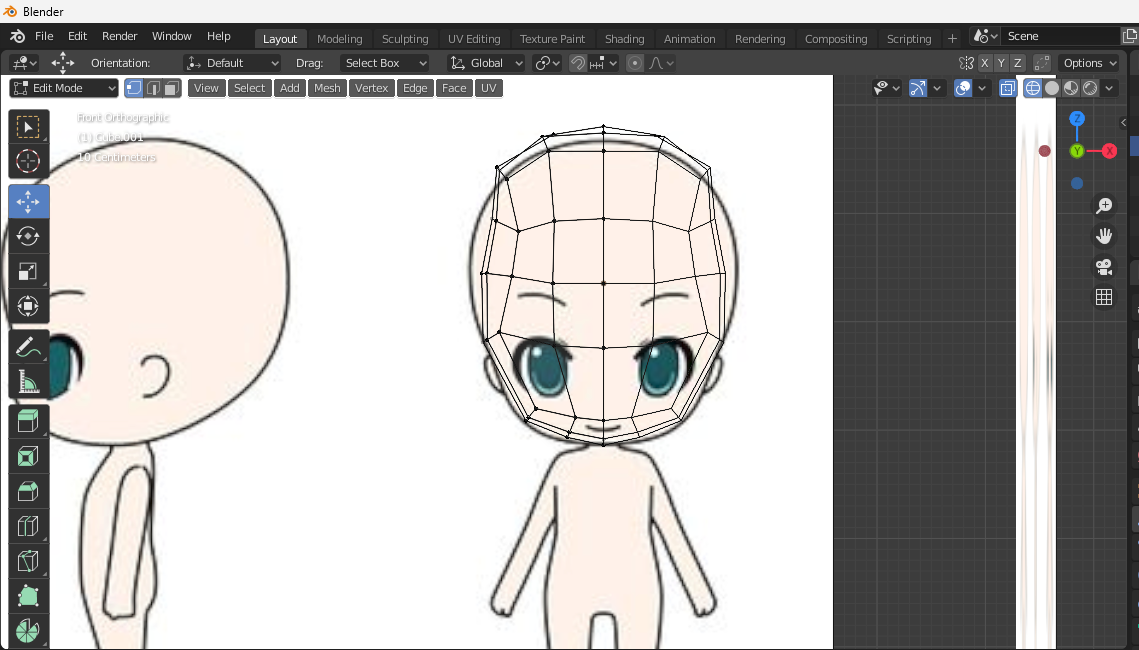 Blender
File Edit Render Window Help Layout Modeling Sculpting UV Editing Texture Paint Shading Animation Rendering Compositing Scripting + Scene
Orientation: Default Drag: Select Box Global X Y Z Options
Edit Mode View Select Add Mesh Vertex Edge Face UV
Front Orthographic
(1) Cube.001
10 Centimeters
Z
Y X